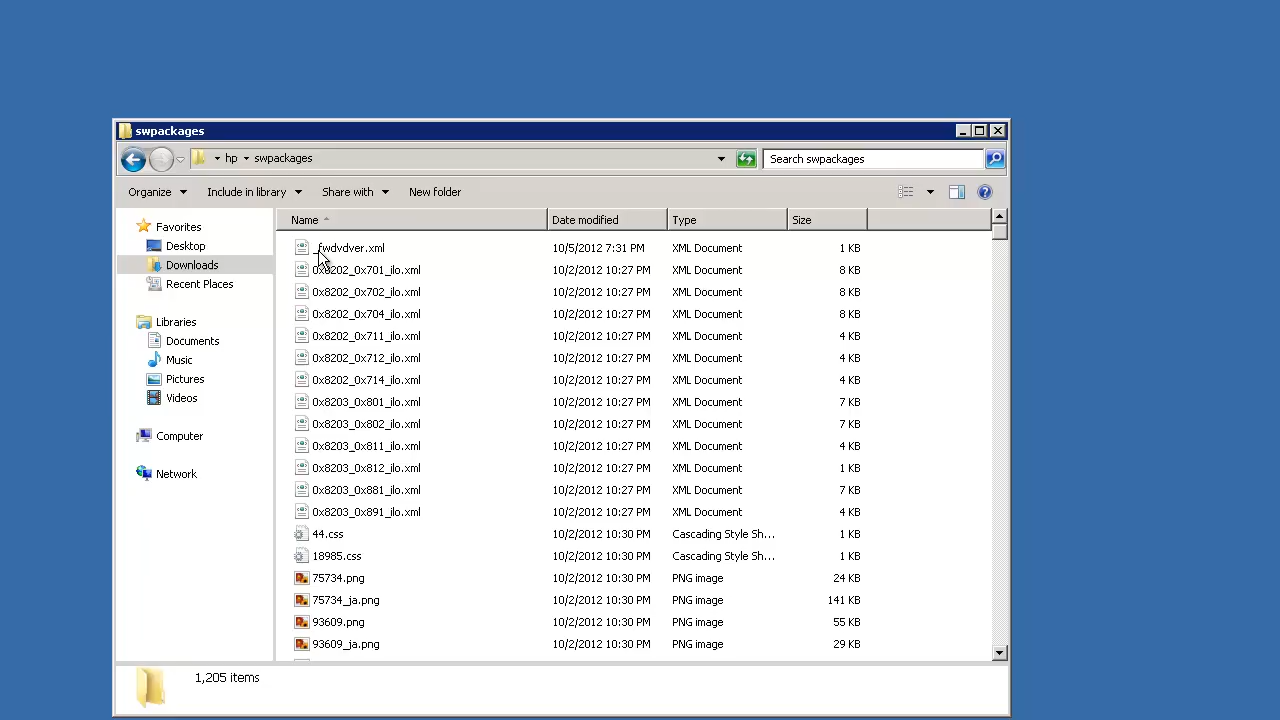 swpackages
hp swpackages
Search swpackages
Organize Include in library Share with New folder
Name Date modified Type Size
Favorites
Desktop
Downloads
Recent Places
Libraries
Documents
Music
Pictures
Videos
Computer
Network
_fwdvdver.xml 10/5/2012 7:31 PM XML Document 1 KB
0x8202_0x701_ilo.xml 10/2/2012 10:27 PM XML Document 8 KB
0x8202_0x702_ilo.xml 10/2/2012 10:27 PM XML Document 8 KB
0x8202_0x704_ilo.xml 10/2/2012 10:27 PM XML Document 8 KB
0x8202_0x711_ilo.xml 10/2/2012 10:27 PM XML Document 4 KB
0x8202_0x712_ilo.xml 10/2/2012 10:27 PM XML Document 4 KB
0x8202_0x714_ilo.xml 10/2/2012 10:27 PM XML Document 4 KB
0x8203_0x801_ilo.xml 10/2/2012 10:27 PM XML Document 7 KB
0x8203_0x802_ilo.xml 10/2/2012 10:27 PM XML Document 7 KB
0x8203_0x811_ilo.xml 10/2/2012 10:27 PM XML Document 4 KB
0x8203_0x812_ilo.xml 10/2/2012 10:27 PM XML Document 1 KB
0x8203_0x881_ilo.xml 10/2/2012 10:27 PM XML Document 7 KB
0x8203_0x891_ilo.xml 10/2/2012 10:27 PM XML Document 4 KB
44.css 10/2/2012 10:30 PM Cascading Style Sh... 1 KB
18985.css 10/2/2012 10:30 PM Cascading Style Sh... 1 KB
75734.png 10/2/2012 10:30 PM PNG image 24 KB
75734_ja.png 10/2/2012 10:30 PM PNG image 141 KB
93609.png 10/2/2012 10:30 PM PNG image 55 KB
93609_ja.png 10/2/2012 10:30 PM PNG image 29 KB
1,205 items